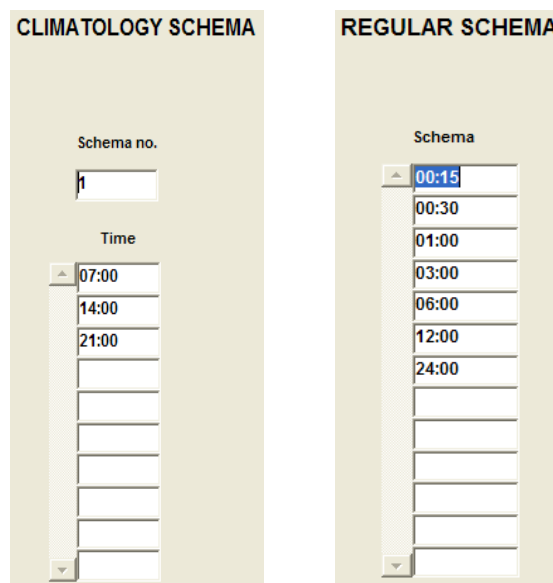 CLIMATOLOGY SCHEMA
Schema no.
1
Time
07:00
14:00
21:00
REGULAR SCHEMA
Schema
00:15
00:30
01:00
03:00
06:00
12:00
24:00